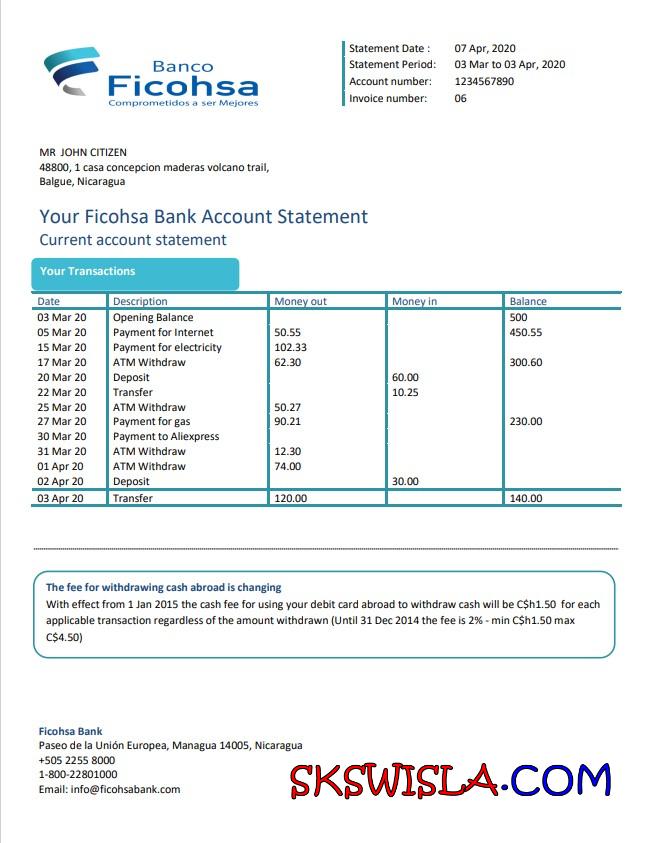 Banco
Ficohsa
Comprometidos a ser Mejores
Statement Date : 07 Apr, 2020
Statement Period: 03 Mar to 03 Apr, 2020
Account number: 1234567890
Invoice number: 06
MR JOHN CITIZEN
48800, 1 casa concepcion maderas volcano trail,
Balgue, Nicaragua
Your Ficohsa Bank Account Statement
Current account statement
Your Transactions
Date Description Money out Money in Balance
03 Mar 20 Opening Balance 500
05 Mar 20 Payment for Internet 50.55 450.55
15 Mar 20 Payment for electricity 102.33
17 Mar 20 ATM Withdraw 62.30 300.60
20 Mar 20 Deposit 60.00
22 Mar 20 Transfer 10.25
25 Mar 20 ATM Withdraw 50.27
27 Mar 20 Payment for gas 90.21 230.00
30 Mar 20 Payment to Aliexpress
31 Mar 20 ATM Withdraw 12.30
01 Apr 20 ATM Withdraw 74.00
02 Apr 20 Deposit 30.00
03 Apr 20 Transfer 120.00 140.00
The fee for withdrawing cash abroad is changing
With effect from 1 Jan 2015 the cash fee for using your debit card abroad to withdraw cash will be C$h1.50 for each
applicable transaction regardless of the amount withdrawn (Until 31 Dec 2014 the fee is 2% - min C$h1.50 max
C$4.50)
Ficohsa Bank
Paseo de la Unión Europea, Managua 14005, Nicaragua
+505 2255 8000
1-800-22801000
Email: info@ficohsabank.com
SKSWISLA.COM